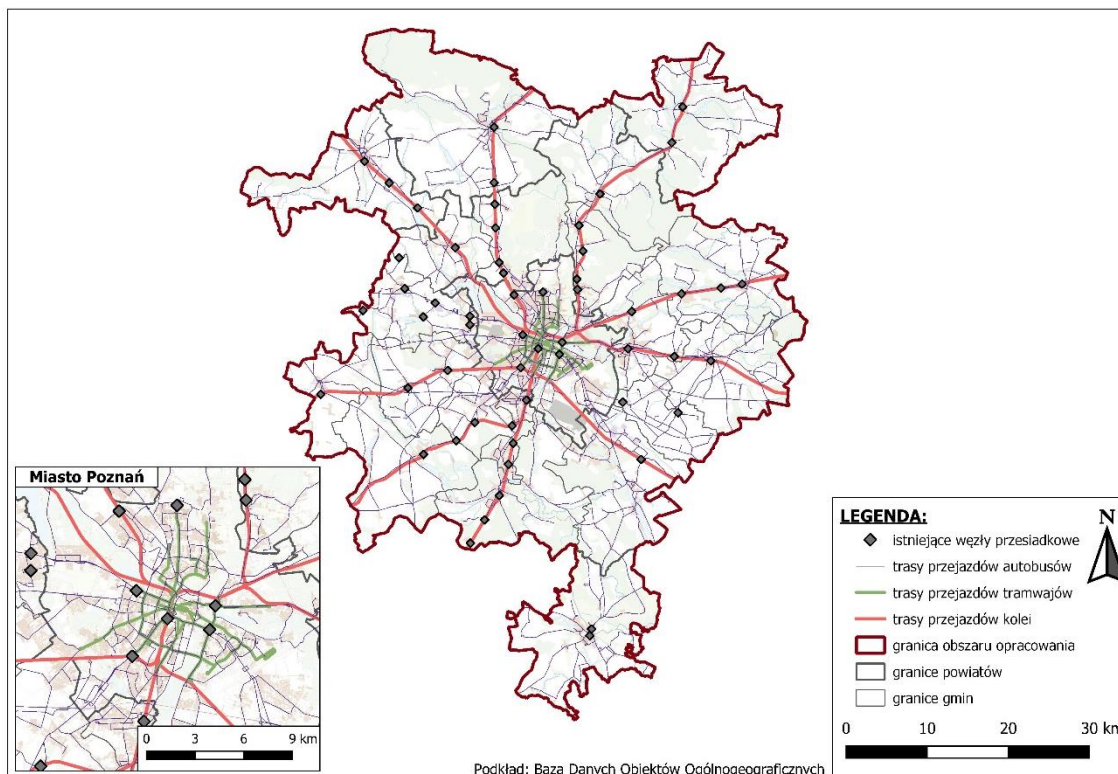 Miasto Poznań
0 3 6 9 km
LEGENDA:
N
istniejące węzły przesiadkowe
trasy przejazdów autobusów
trasy przejazdów tramwajów
trasy przejazdów kolei
granica obszaru opracowania
granice powiatów
granice gmin
0 10 20 30 km
Podkład: Baza Danych Obiektów Ogólnogeograficznych